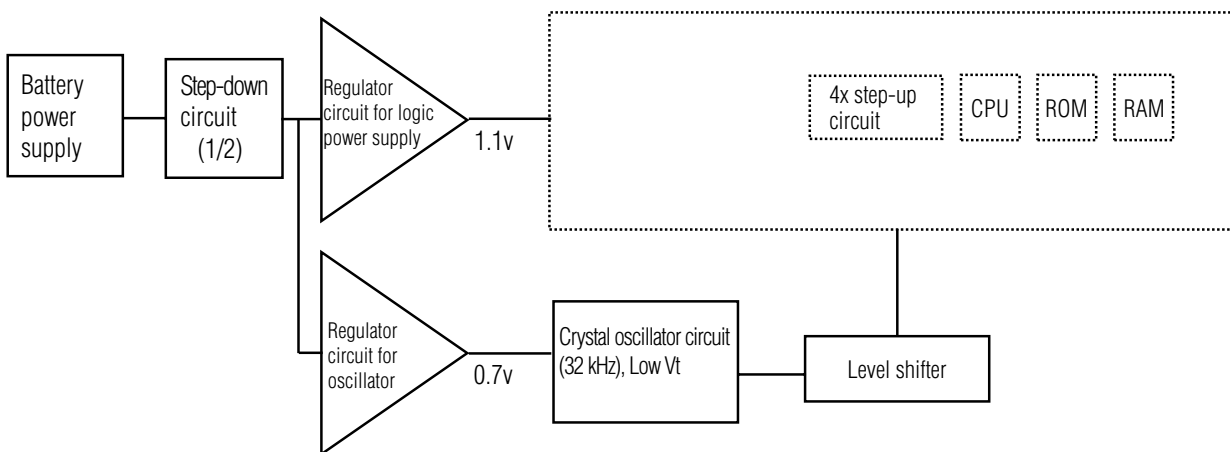 Battery
power
supply
Step-down
circuit
(1/2)
Regulator
circuit for logic
power supply
1.1v
4x step-up
circuit
CPU
ROM
RAM
Regulator
circuit for
oscillator
0.7v
Crystal oscillator circuit
(32 kHz), Low Vt
Level shifter